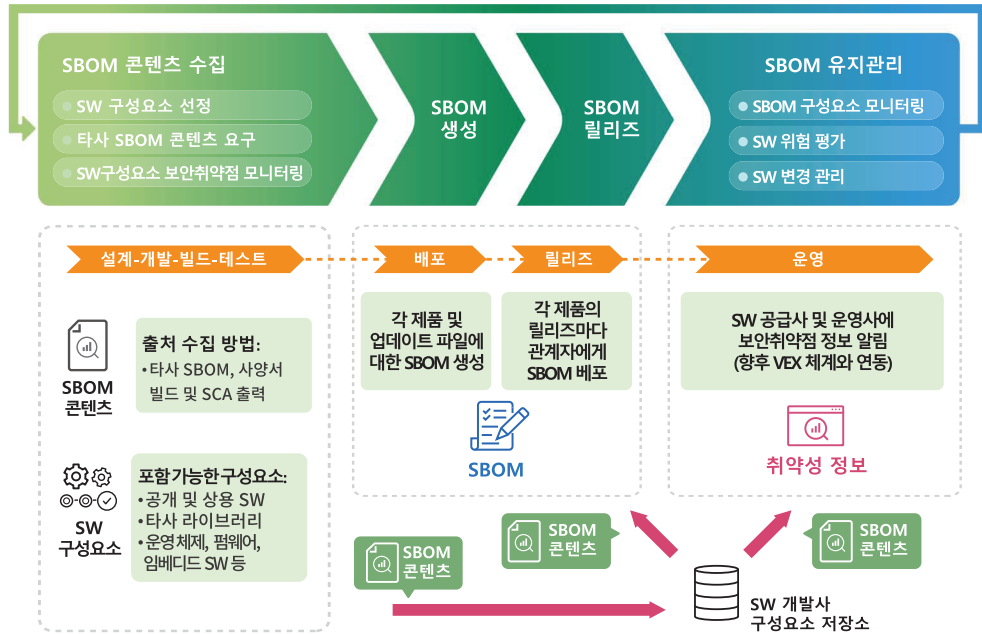 SBOM 콘텐츠 수집
SW 구성요소 선정
타사 SBOM 콘텐츠 요구
SW구성요소 보안취약점 모니터링
SBOM
생성
SBOM
릴리즈
SBOM 유지관리
SBOM 구성요소 모니터링
SW 위험 평가
SW 변경 관리
설계-개발-빌드-테스트
배포
릴리즈
운영
SBOM
콘텐츠
출처 수집 방법:
•타사 SBOM, 사양서
빌드 및 SCA 출력
SW
구성요소
포함가능한구성요소:
•공개 및 상용 SW
•타사 라이브러리
•운영체제, 펌웨어,
임베디드 SW 등
각 제품 및
업데이트 파일에
대한 SBOM 생성
각 제품의
릴리즈마다
관계자에게
SBOM 배포
SBOM
SW 공급사 및 운영사에
보안취약점 정보 알림
(향후 VEX 체계와 연동)
취약성 정보
SBOM
콘텐츠
SBOM
콘텐츠
SBOM
콘텐츠
SW 개발사
구성요소 저장소